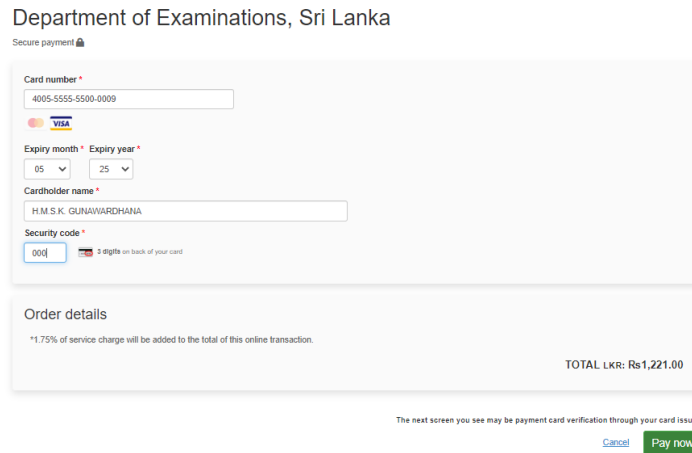 Department of Examinations, Sri Lanka
Secure payment
Card number *
4005-5555-5500-0009
VISA
Expiry month * Expiry year *
05 25
Cardholder name *
H.M.S.K. GUNAWARDHANA
Security code *
000 3 digits on back of your card
Order details
*1.75% of service charge will be added to the total of this online transaction.
TOTAL LKR: Rs1,221.00
The next screen you see may be payment card verification through your card issu
Cancel Pay now